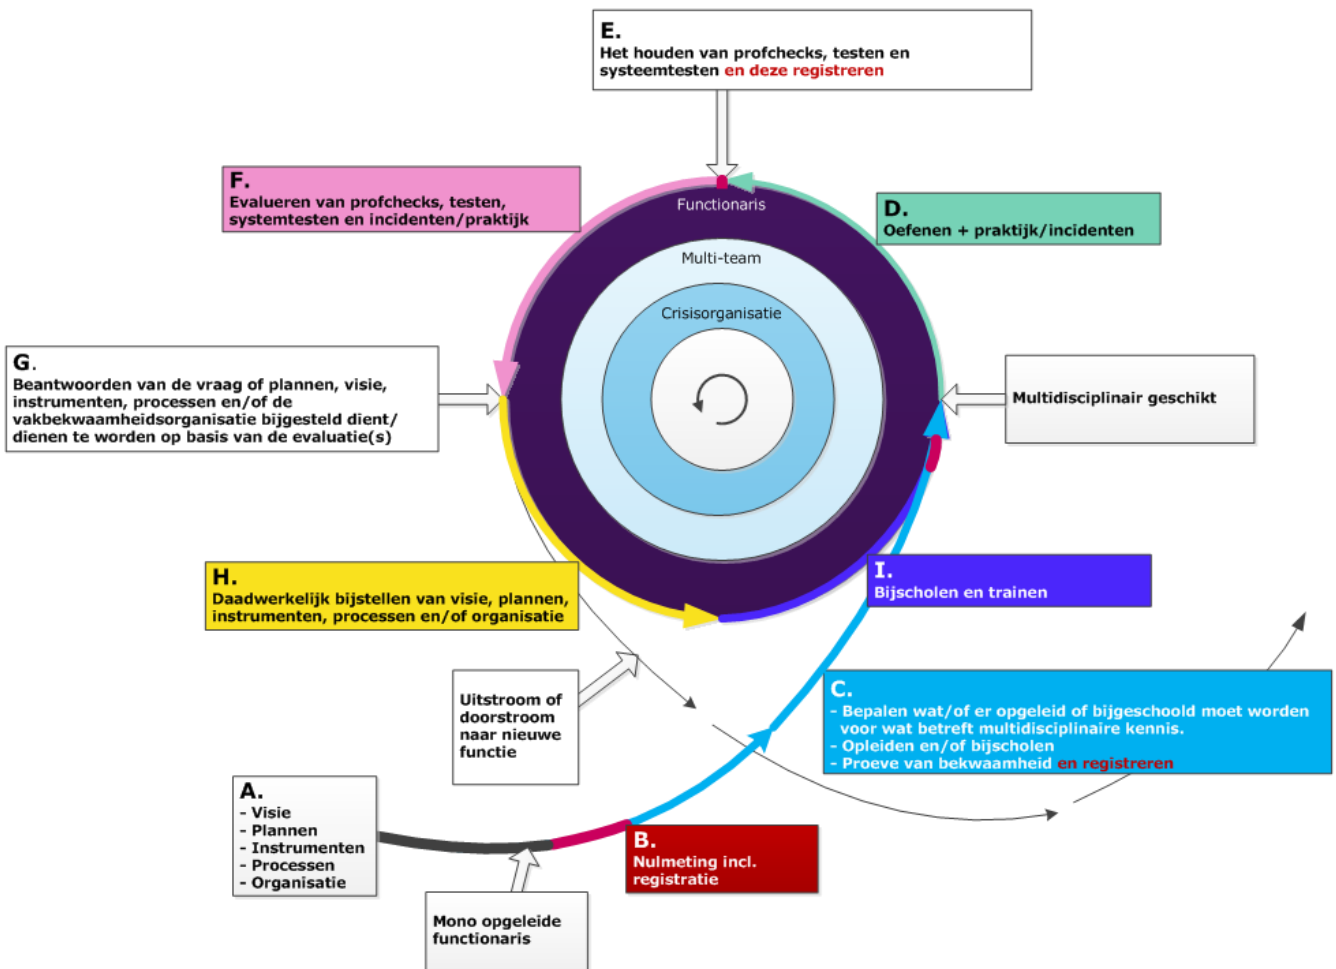 E.
Het houden van profchecks, testen en
systeemtesten en deze registreren
F.
Evalueren van profchecks, testen,
systemtesten en incidenten/praktijk
D.
Oefenen + praktijk/incidenten
Functionaris
Multi-team
Crisisorganisatie
G.
Beantwoorden van de vraag of plannen, visie,
instrumenten, processen en/of de
vakbekwaamheidsorganisatie bijgesteld dient/
dienen te worden op basis van de evaluatie(s)
Multidisciplinair geschikt
H.
Daadwerkelijk bijstellen van visie, plannen,
instrumenten, processen en/of organisatie
I.
Bijscholen en trainen
Uitstroom of
doorstroom
naar nieuwe
functie
C.
- Bepalen wat/of er opgeleid of bijgeschoold moet worden
voor wat betreft multidisciplinaire kennis.
- Opleiden en/of bijscholen
- Proeve van bekwaamheid en registreren
A.
- Visie
- Plannen
- Instrumenten
- Processen
- Organisatie
B.
Nulmeting incl.
registratie
Mono opgeleide
functionaris